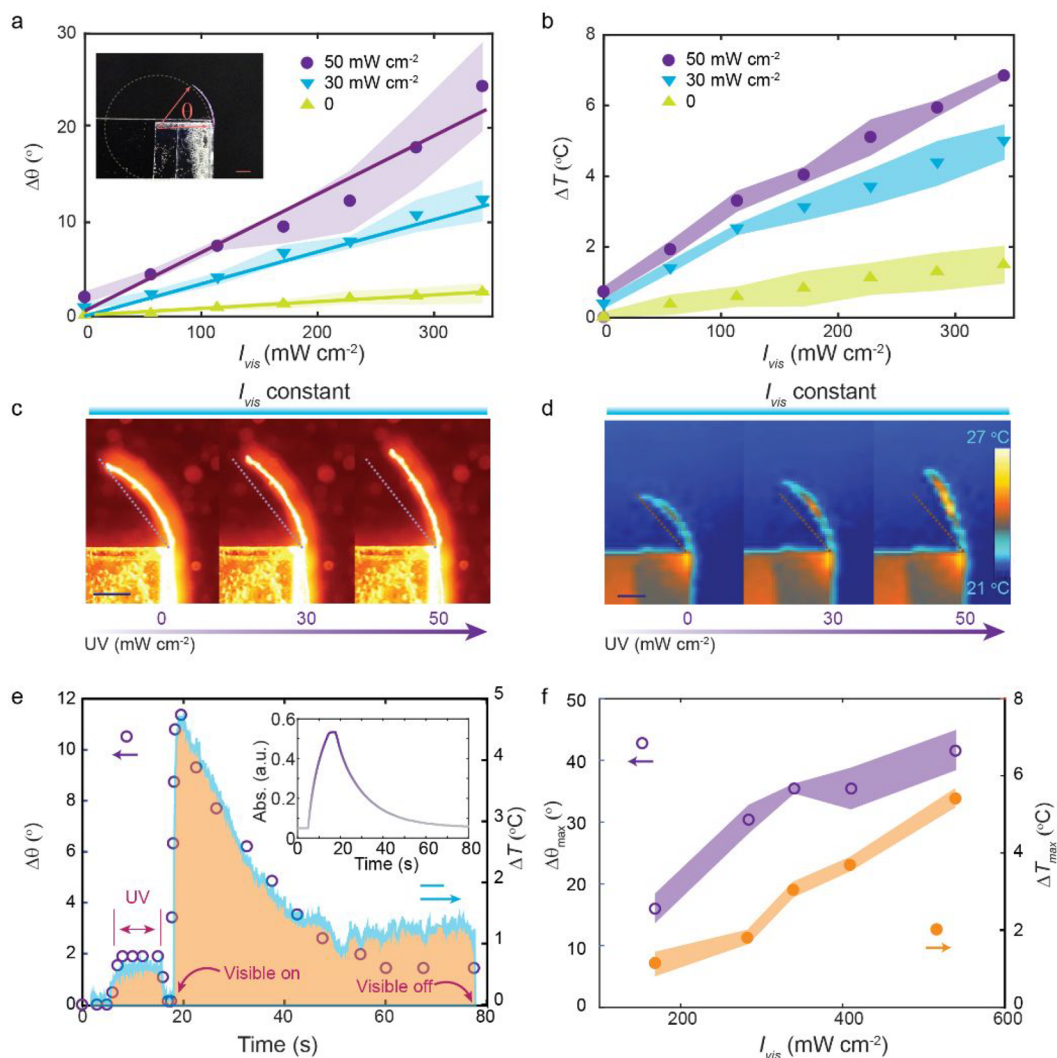 a
30
20
10
0
Δθ (°)
50 mW cm-2
30 mW cm-2
0
θ
0
100
200
300
Ivis (mW cm-2)
b
8
6
4
2
0
ΔT (°C)
50 mW cm-2
30 mW cm-2
0
0
100
200
300
Ivis (mW cm-2)
c
Ivis constant
0
30
50
UV (mW cm-2)
d
Ivis constant
27 °C
21 °C
0
30
50
UV (mW cm-2)
e
12
10
8
6
4
2
0
Δθ (°)
UV
Visible on
Visible off
0.6
0.4
0.2
0
Abs. (a.u.)
0
20
40
60
80
Time (s)
5
4
3
2
1
0
ΔT (°C)
0
20
40
60
80
Time (s)
f
50
40
30
20
10
0
Δθmax(°)
8
6
4
2
0
ΔTmax(°C)
200
400
600
Ivis (mW cm-2)